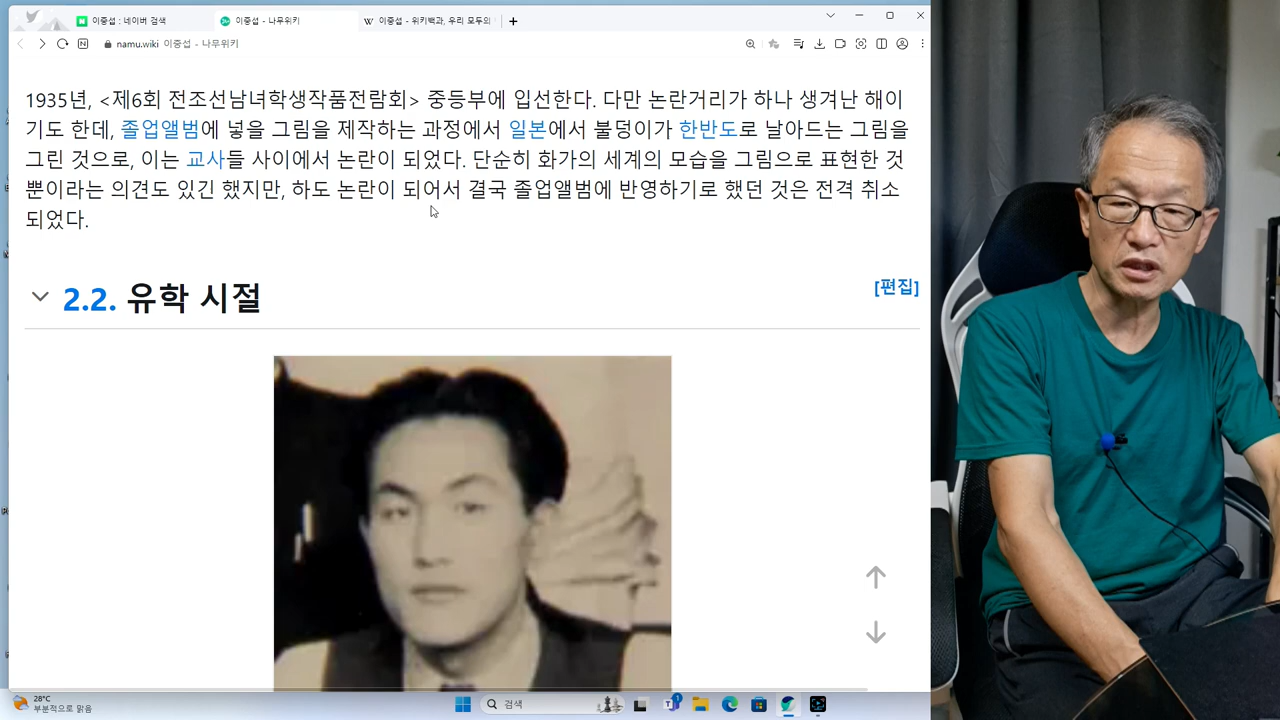 이중섭 : 네이버 검색
이중섭 - 나무위키
이중섭 - 위키백과, 우리 모두의
namu.wiki 이중섭 - 나무위키
1935년, <제6회 전조선남녀학생작품전람회> 중등부에 입선한다. 다만 논란거리가 하나 생겨난 해이
기도 한데, 졸업앨범에 넣을 그림을 제작하는 과정에서 일본에서 불덩이가 한반도로 날아드는 그림을
그린 것으로, 이는 교사들 사이에서 논란이 되었다. 단순히 화가의 세계의 모습을 그림으로 표현한 것
뿐이라는 의견도 있긴 했지만, 하도 논란이 되어서 결국 졸업앨범에 반영하기로 했던 것은 전격 취소
되었다.
2.2. 유학 시절
[편집]
28°C
부분적으로 맑음
검색